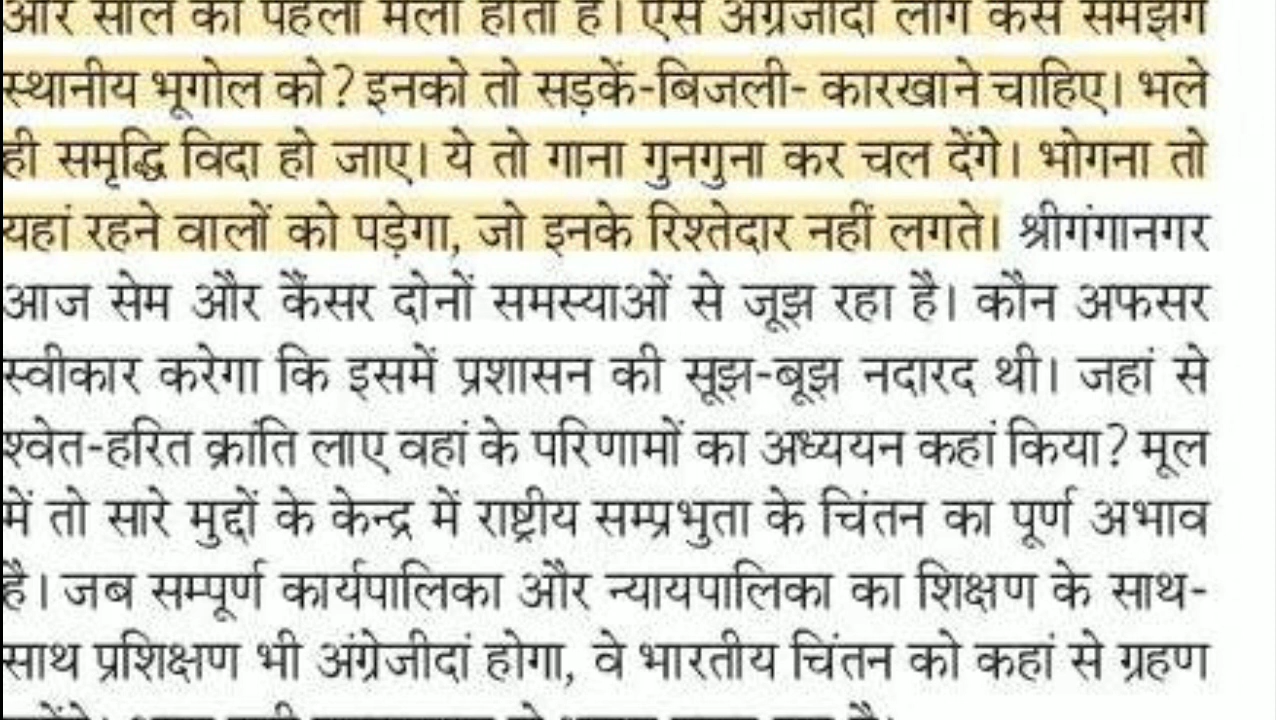 और साल का पहला मेला होता है। ऐसे अंग्रेजीदां लोग कैसे समझेंगे
स्थानीय भूगोल को? इनको तो सड़कें-बिजली- कारखाने चाहिए। भले
ही समृद्धि विदा हो जाए। ये तो गाना गुनगुना कर चल देंगे। भोगना तो
यहां रहने वालों को पड़ेगा, जो इनके रिश्तेदार नहीं लगते। श्रीगंगानगर
आज सेम और कैंसर दोनों समस्याओं से जूझ रहा है। कौन अफसर
स्वीकार करेगा कि इसमें प्रशासन की सूझ-बूझ नदारद थी। जहां से
श्वेत-हरित क्रांति लाए वहां के परिणामों का अध्ययन कहां किया? मूल
में तो सारे मुद्दों के केन्द्र में राष्ट्रीय सम्प्रभुता के चिंतन का पूर्ण अभाव
है। जब सम्पूर्ण कार्यपालिका और न्यायपालिका का शिक्षण के साथ-
साथ प्रशिक्षण भी अंग्रेजीदां होगा, वे भारतीय चिंतन को कहां से ग्रहण